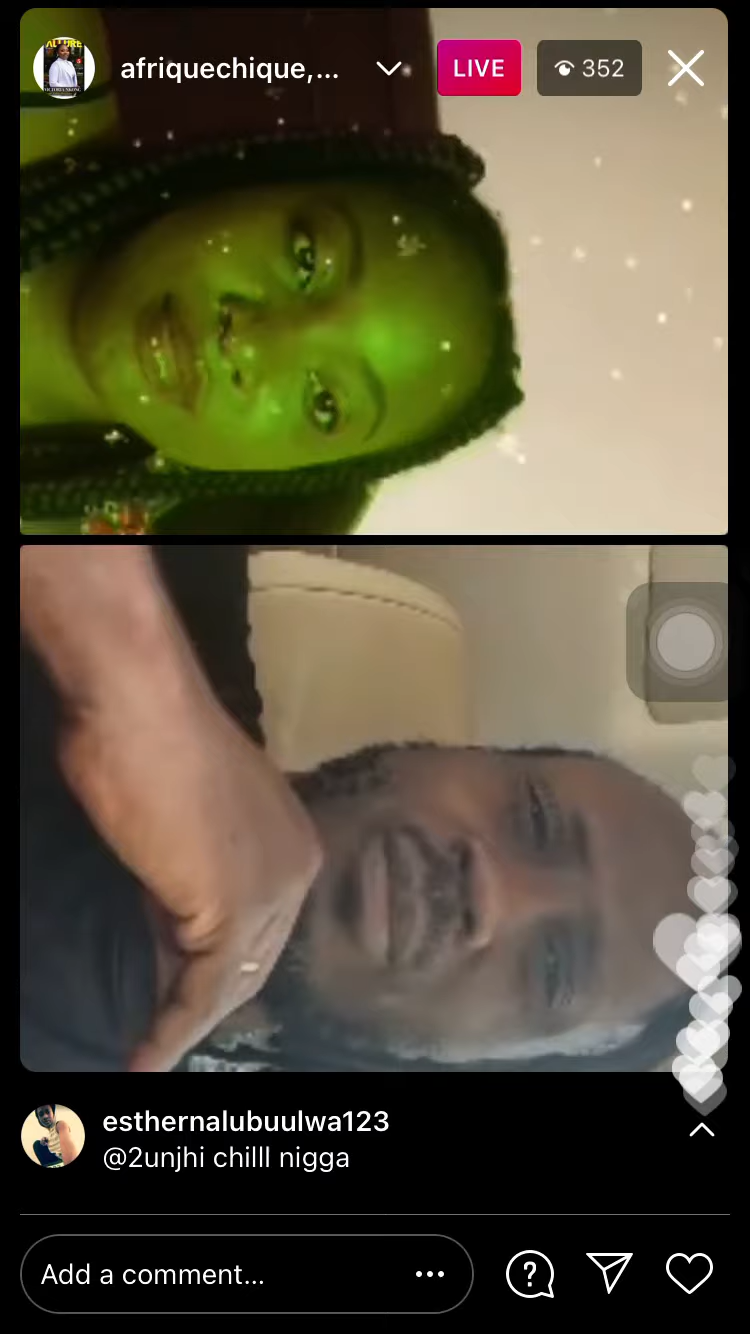 afriquechique,...
LIVE
352
esthernalubuulwa123
@2unjhi chilll nigga
Add a comment...